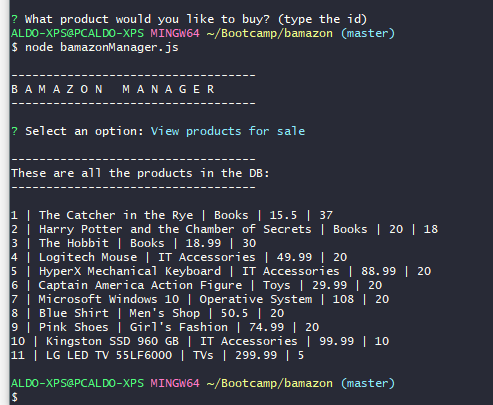 ? What product would you like to buy? (type the id)
ALDO-XPS@PCALDO-XPS MINGW64 ~/Bootcamp/bamazon (master)
$ node bamazonManager.js
-----------------------------------
B A M A Z O N   M A N A G E R
-----------------------------------
? Select an option: View products for sale
-----------------------------------
These are all the products in the DB:
-----------------------------------
1 | The Catcher in the Rye | Books | 15.5 | 37
2 | Harry Potter and the Chamber of Secrets | Books | 20 | 18
3 | The Hobbit | Books | 18.99 | 30
4 | Logitech Mouse | IT Accessories | 49.99 | 20
5 | HyperX Mechanical Keyboard | IT Accessories | 88.99 | 20
6 | Captain America Action Figure | Toys | 29.99 | 20
7 | Microsoft Windows 10 | Operative System | 108 | 20
8 | Blue Shirt | Men's Shop | 50.5 | 20
9 | Pink Shoes | Girl's Fashion | 74.99 | 20
10 | Kingston SSD 960 GB | IT Accessories | 99.99 | 10
11 | LG LED TV 55LF6000 | TVs | 299.99 | 5
ALDO-XPS@PCALDO-XPS MINGW64 ~/Bootcamp/bamazon (master)
$